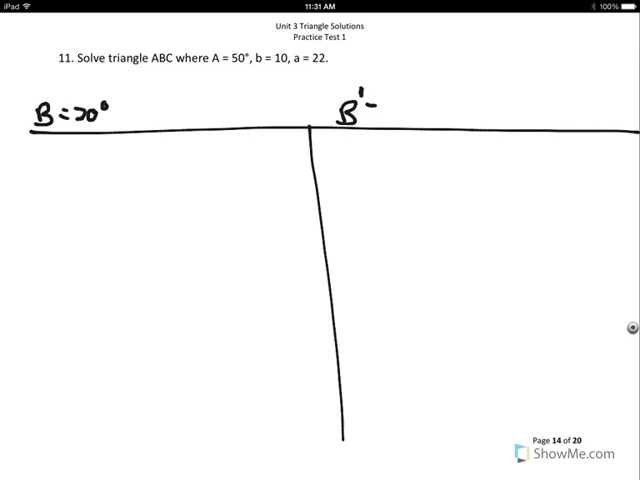 iPad 11:31 AM 100%
Unit 3 Triangle Solutions
Practice Test 1
11. Solve triangle ABC where A = 50°, b = 10, a = 22.
B = 20° B' =
Page 14 of 20
ShowMe.com